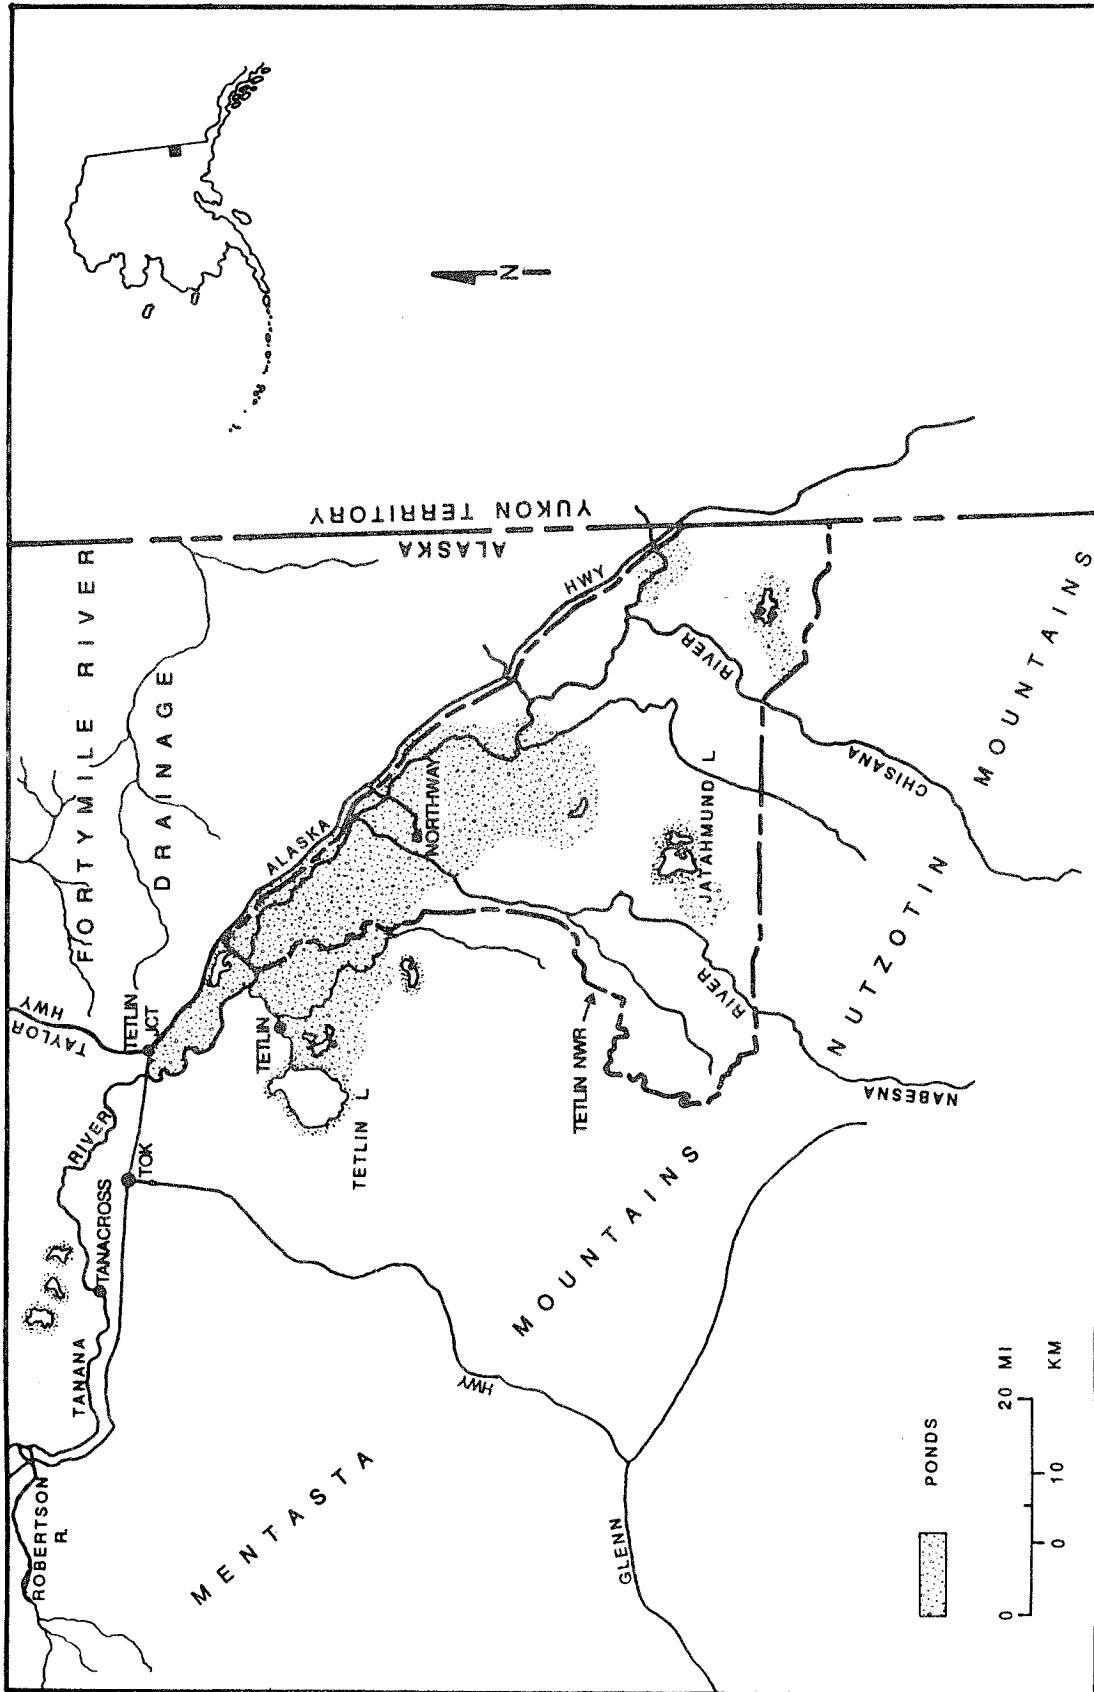 FORTYMILE RIVER
DRAINAGE
TAYLOR
HWY
TETLIN
JCT
ROBERTSON
R.
TANANA
RIVER
TANACROSS
TOK
ALASKA
HWY
ALASKA
YUKON TERRITORY
N
TETLIN
TETLIN L
NORTHWAY
TETLIN NWR
JATAHMUND L
RIVER
CHISANA
RIVER
NABESNA
MENTASTA
MOUNTAINS
NUTZOTIN
MOUNTAINS
HWY
GLENN
PONDS
0 20 MI
0 10 KM